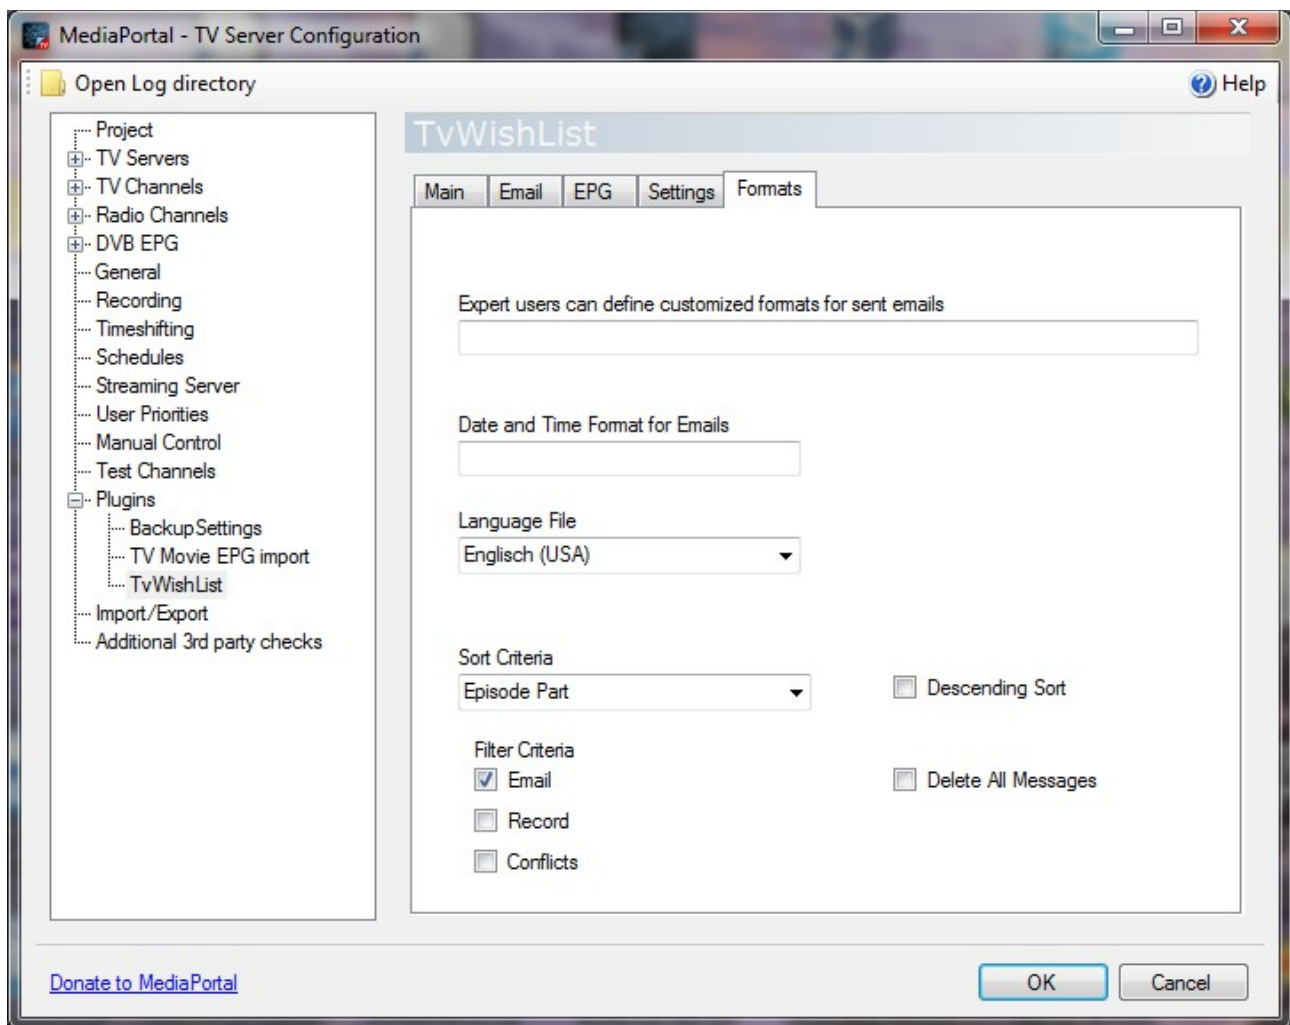 MediaPortal - TV Server Configuration
Open Log directory
Help
Project
TV Servers
TV Channels
Radio Channels
DVB EPG
General
Recording
Timeshifting
Schedules
Streaming Server
User Priorities
Manual Control
Test Channels
Plugins
BackupSettings
TV Movie EPG import
TvWishList
Import/Export
Additional 3rd party checks
TvWishList
Main Email EPG Settings Formats
Expert users can define customized formats for sent emails
Date and Time Format for Emails
Language File
Englisch (USA)
Sort Criteria
Episode Part
Descending Sort
Filter Criteria
Email
Delete All Messages
Record
Conflicts
Donate to MediaPortal
OK
Cancel